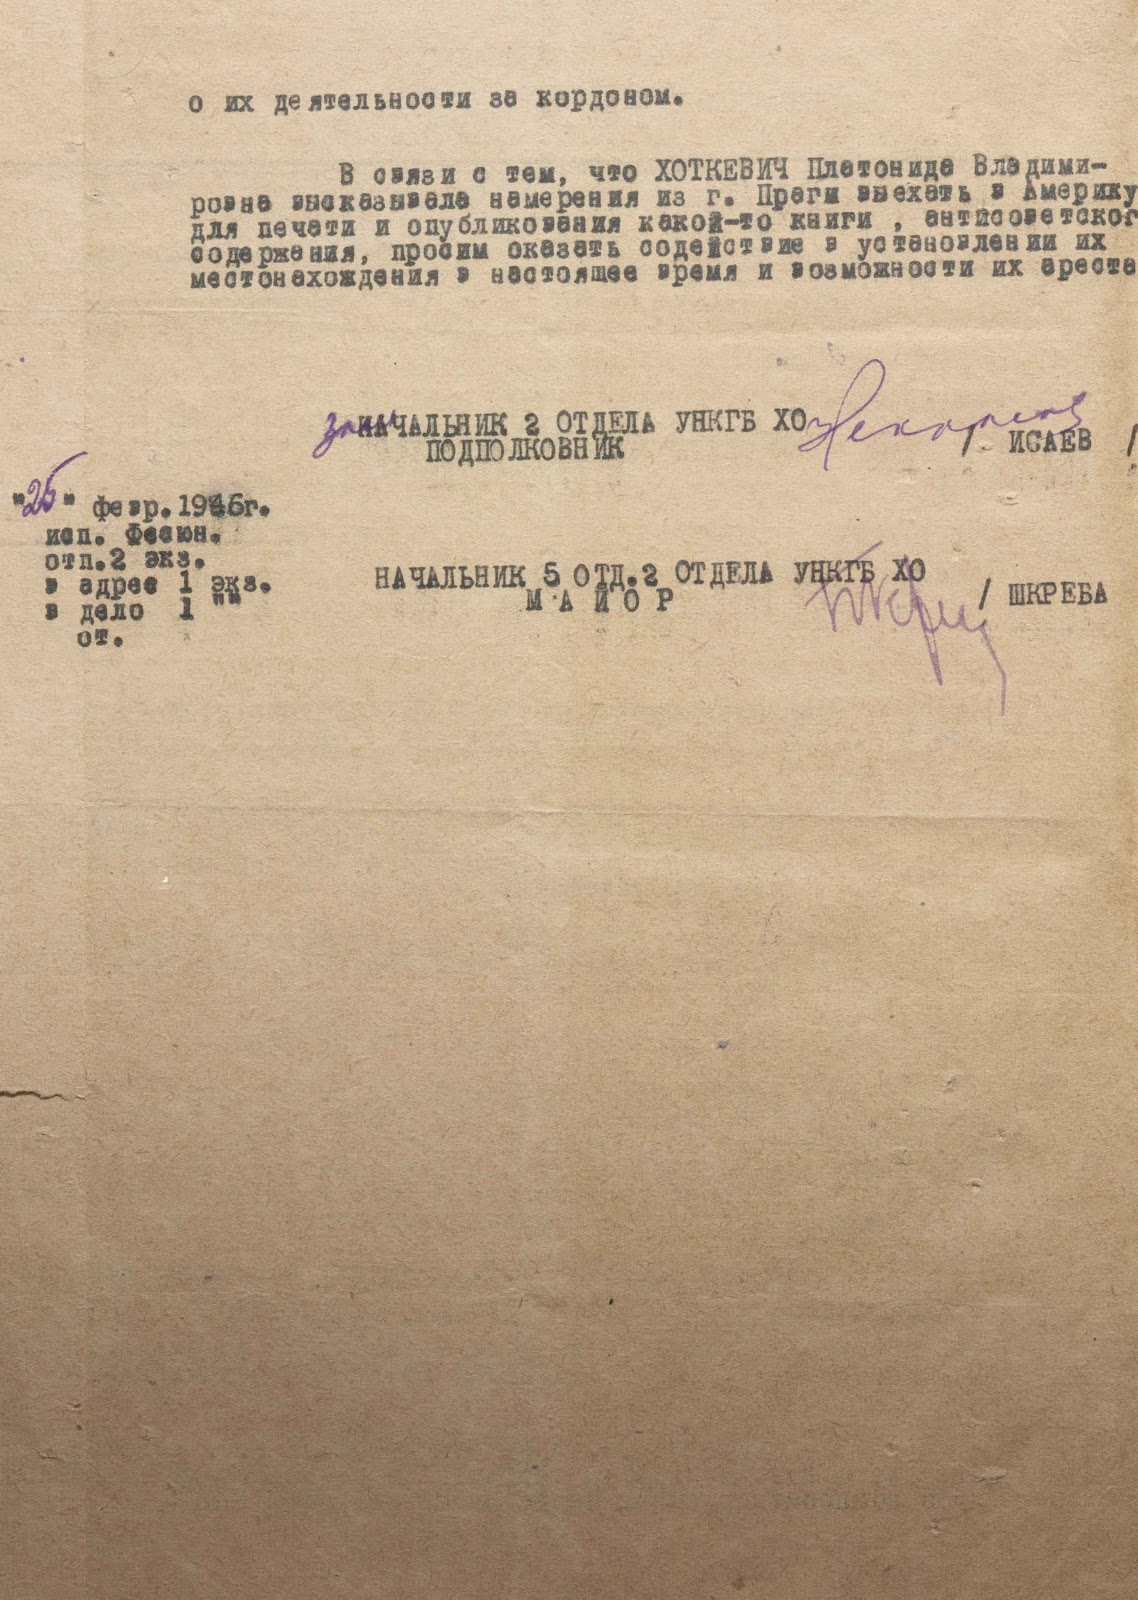 о их деятельности за кордоном.
В связи с тем, что ХОТКЕВИЧ Платонида Владими-
ровна высказывала намерения из г. Праги выехать в Америку
для печати и опубликования какой-то книги , антисоветског
содержания, просим оказать содействие в установлении их
местонахождения в настоящее время и возможности их ареста
зам НАЧАЛЬНИК 2 ОТДЕЛА УНКГБ ХО
ПОДПОЛКОВНИК / ИСАЕВ /
"25" февр. 1946г.
исп. Фесюн.
отп.2 экз.
в адрес 1 экз.
в дело 1 ""
от.
НАЧАЛЬНИК 5 ОТД.2 ОТДЕЛА УНКГБ ХО
МАЙОР / ШКРЕБА